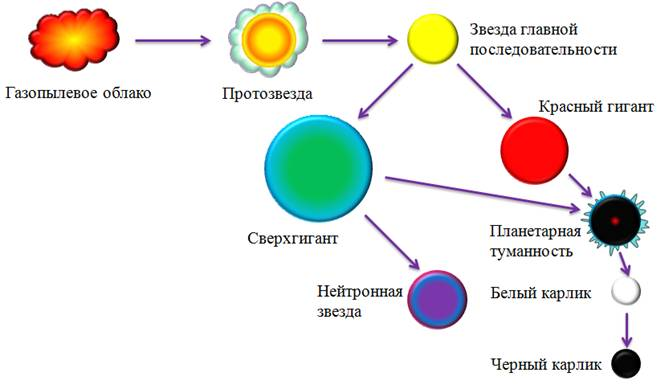 Звезда главной
последовательности
Газопылевое облако
Протозвезда
Красный гигант
Сверхгигант
Планетарная
туманность
Нейтронная
звезда
Белый карлик
Черный карлик